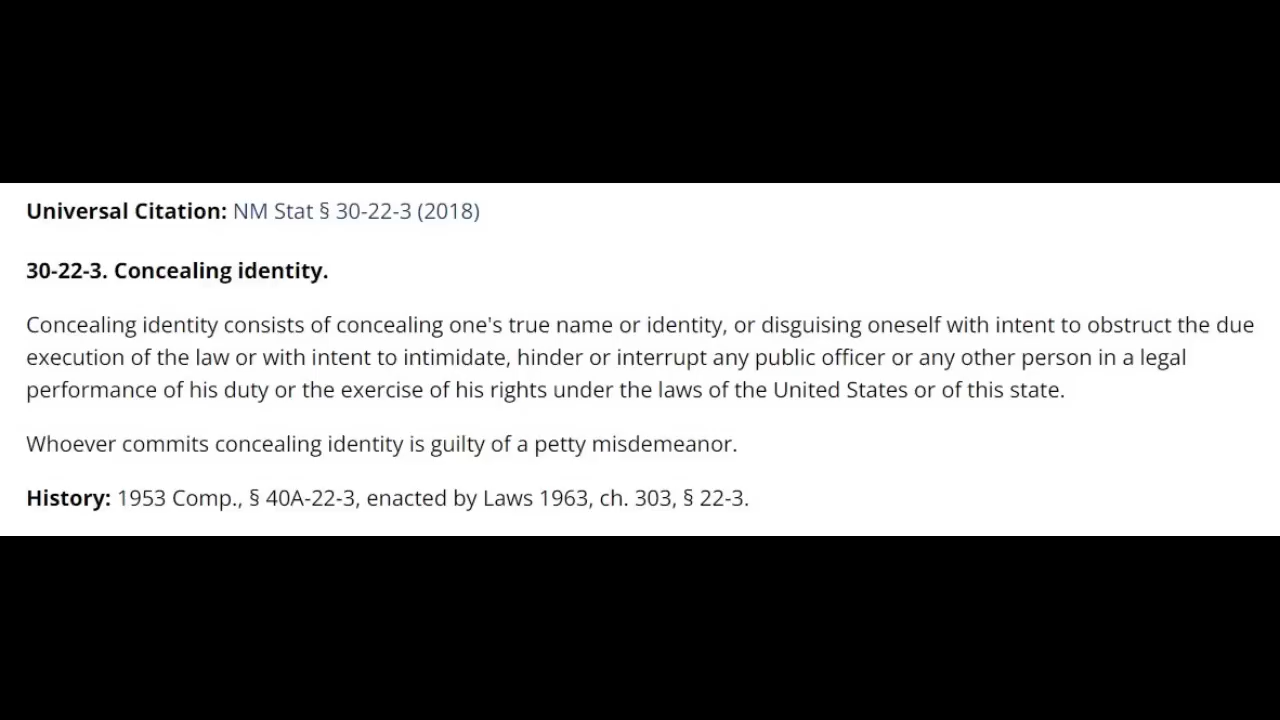 Universal Citation: NM Stat § 30-22-3 (2018)
30-22-3. Concealing identity.
Concealing identity consists of concealing one's true name or identity, or disguising oneself with intent to obstruct the due
execution of the law or with intent to intimidate, hinder or interrupt any public officer or any other person in a legal
performance of his duty or the exercise of his rights under the laws of the United States or of this state.
Whoever commits concealing identity is guilty of a petty misdemeanor.
History: 1953 Comp., § 40A-22-3, enacted by Laws 1963, ch. 303, § 22-3.